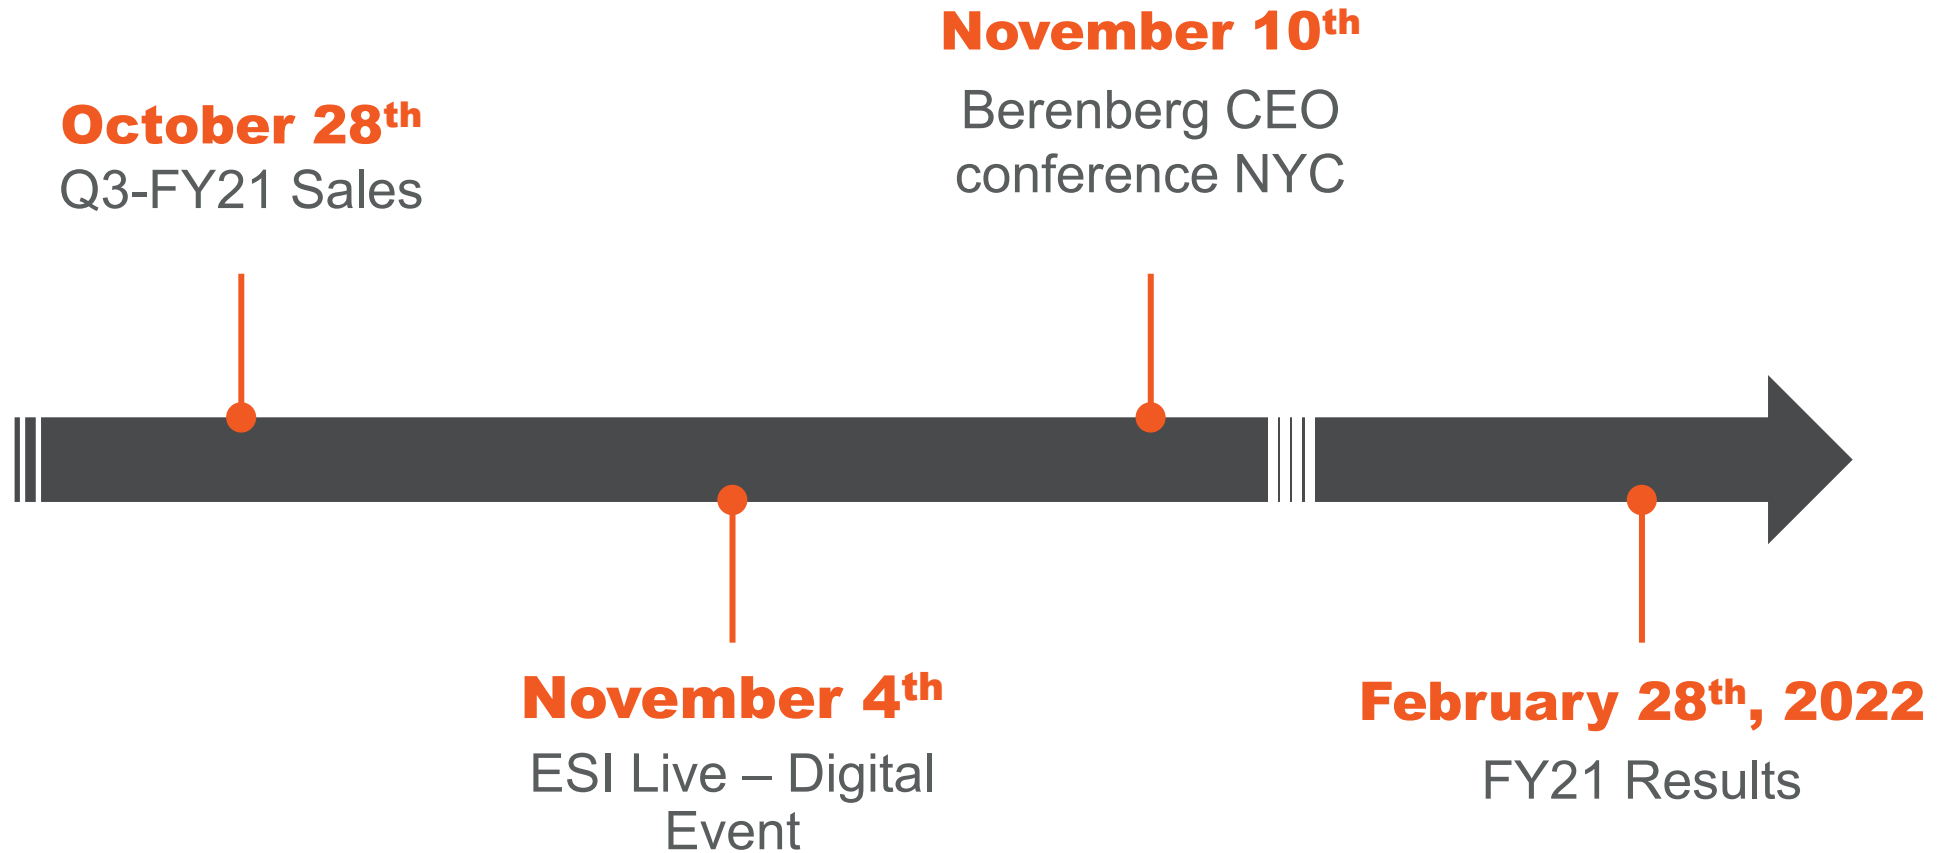 October 28th
Q3-FY21 Sales
November 4th
ESI Live – Digital
Event
November 10th
Berenberg CEO
conference NYC
February 28th, 2022
FY21 Results